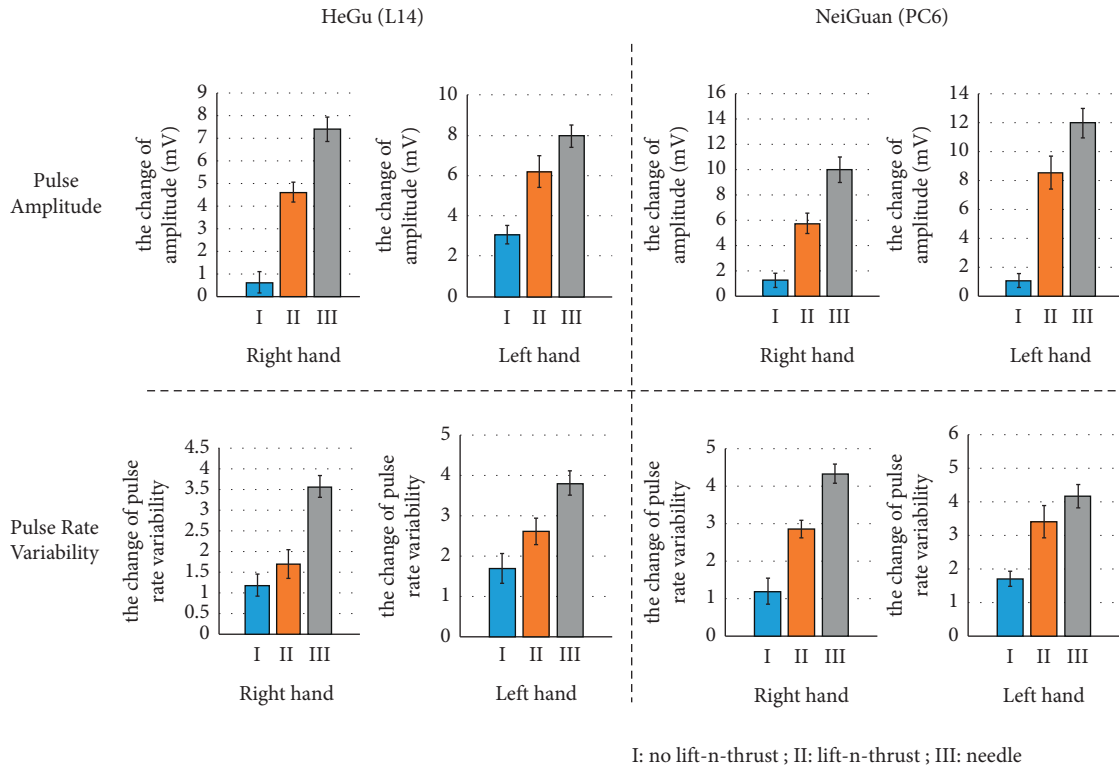 HeGu (L14)
NeiGuan (PC6)
Pulse
Amplitude
the change of
amplitude (mV)
9
8
7
6
5
4
3
2
1
0
I II III
Right hand
the change of
amplitude (mV)
10
8
6
4
2
0
I II III
Left hand
the change of
amplitude (mV)
16
14
12
10
8
6
4
2
0
I II III
Right hand
the change of
amplitude (mV)
14
12
10
8
6
4
2
0
I II III
Left hand
Pulse Rate
Variability
the change of pulse
rate variability
4.5
4
3.5
3
2.5
2
1.5
1
0.5
0
I II III
Right hand
the change of pulse
rate variability
5
4
3
2
1
0
I II III
Left hand
the change of pulse
rate variability
5
4
3
2
1
0
I II III
Right hand
the change of pulse
rate variability
6
5
4
3
2
1
0
I II III
Left hand
I: no lift-n-thrust ; II: lift-n-thrust ; III: needle